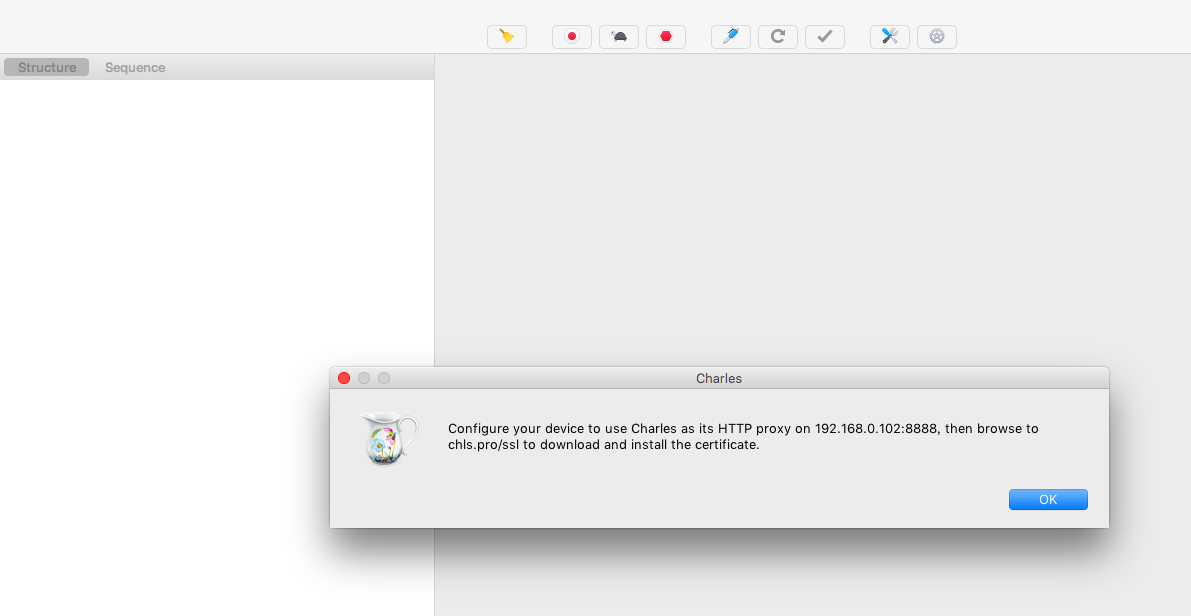 Structure Sequence
Charles
Configure your device to use Charles as its HTTP proxy on 192.168.0.102:8888, then browse to
chls.pro/ssl to download and install the certificate.
OK